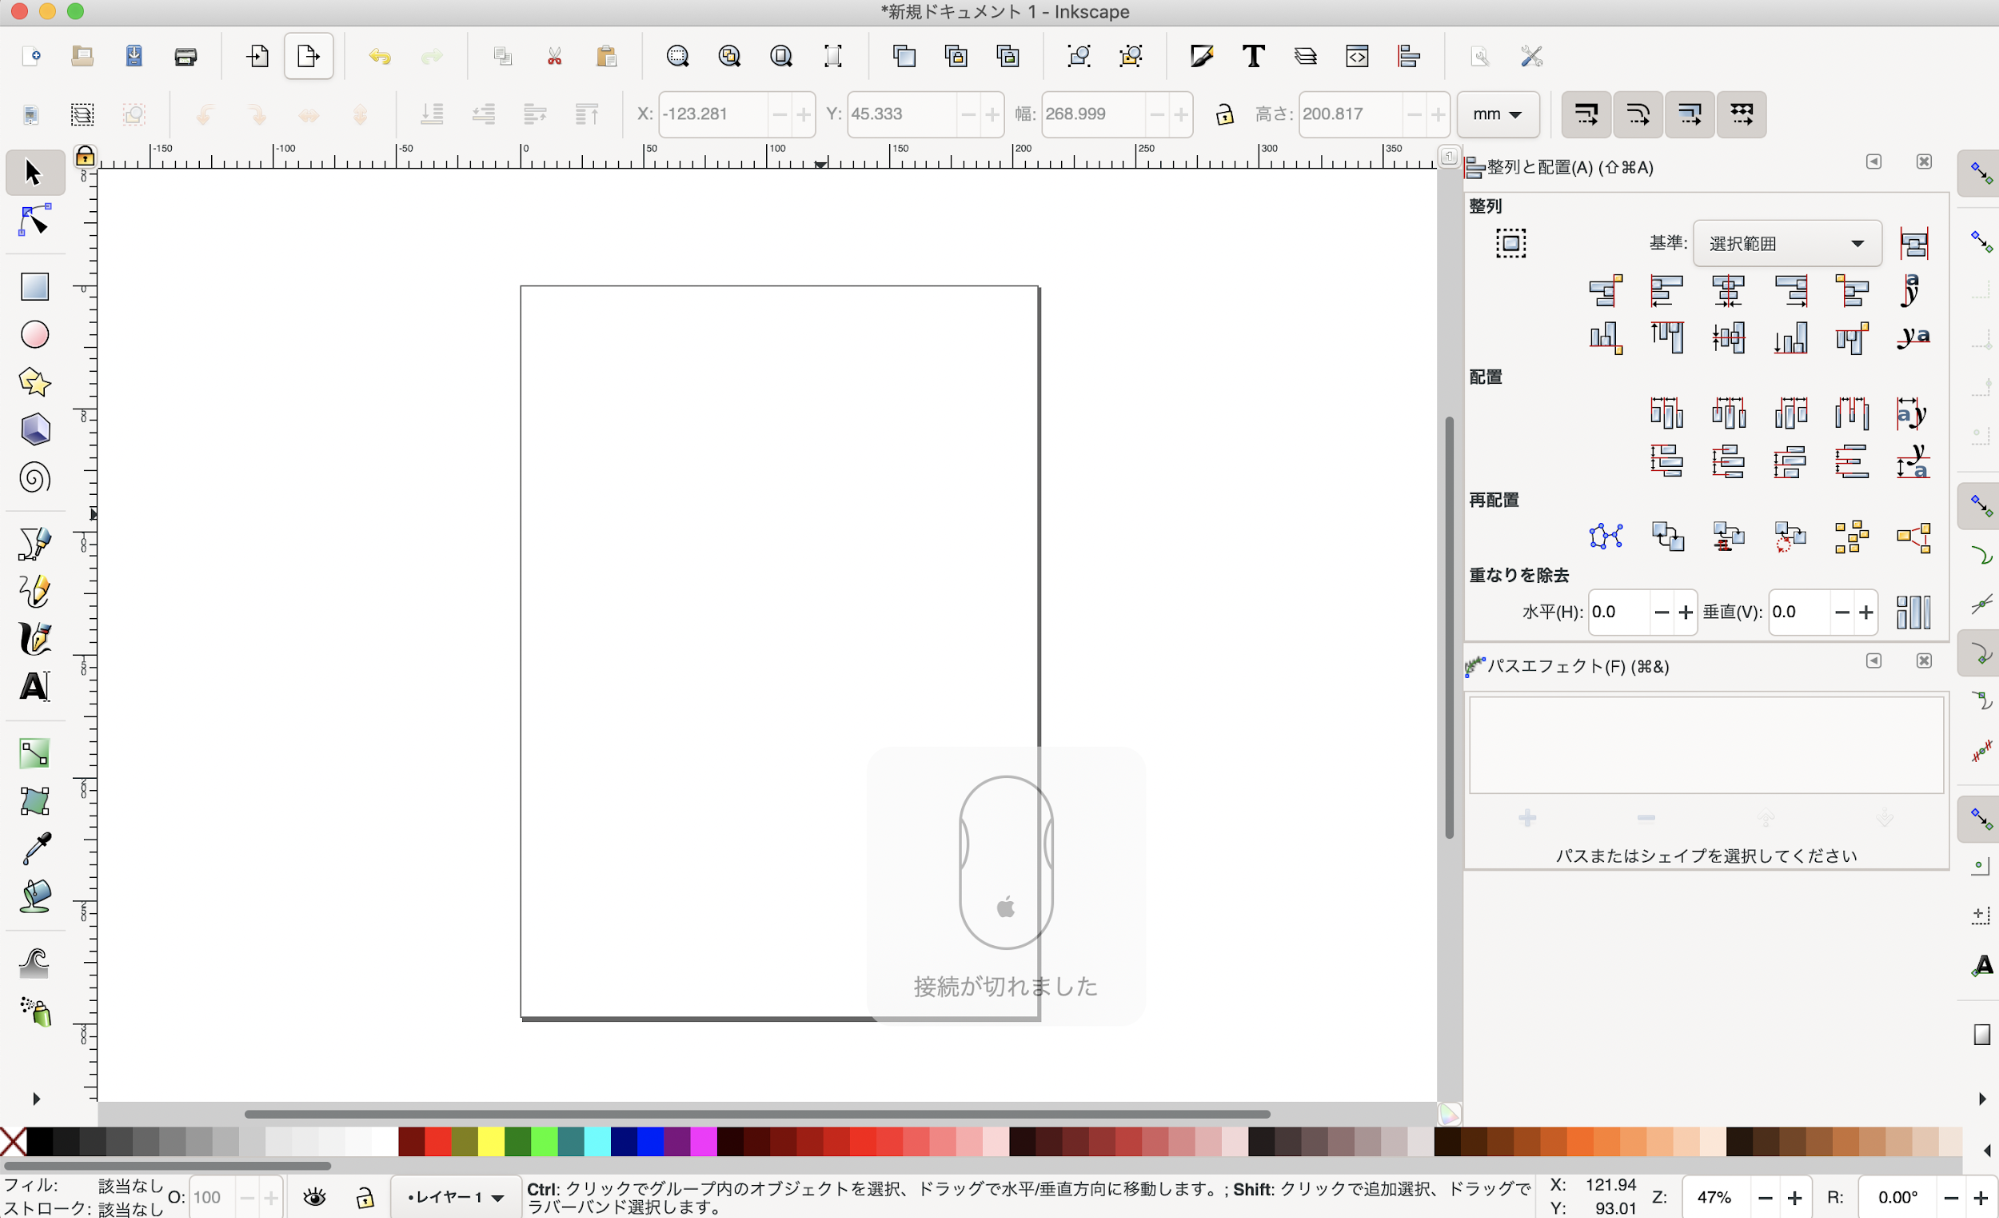 *新規ドキュメント 1 - Inkscape
X: -123.281 Y: 45.333 幅: 268.999 高さ: 200.817 mm
-150 -100 -50 0 50 100 150 200 250 300 350
整列と配置(A) (⇧⌘A)
整列
基準: 選択範囲
配置
再配置
重なりを除去
水平(H): 0.0 垂直(V): 0.0
パスエフェクト(F) (⌘&)
パスまたはシェイプを選択してください
接続が切れました
フィル: 該当なし
ストローク: 該当なし
O: 100
•レイヤー 1
Ctrl: クリックでグループ内のオブジェクトを選択、ドラッグで水平/垂直方向に移動します。; Shift: クリックで追加選択、ドラッグで
ラバーバンド選択します。
X: 121.94
Y: 93.01
Z: 47%
R: 0.00°